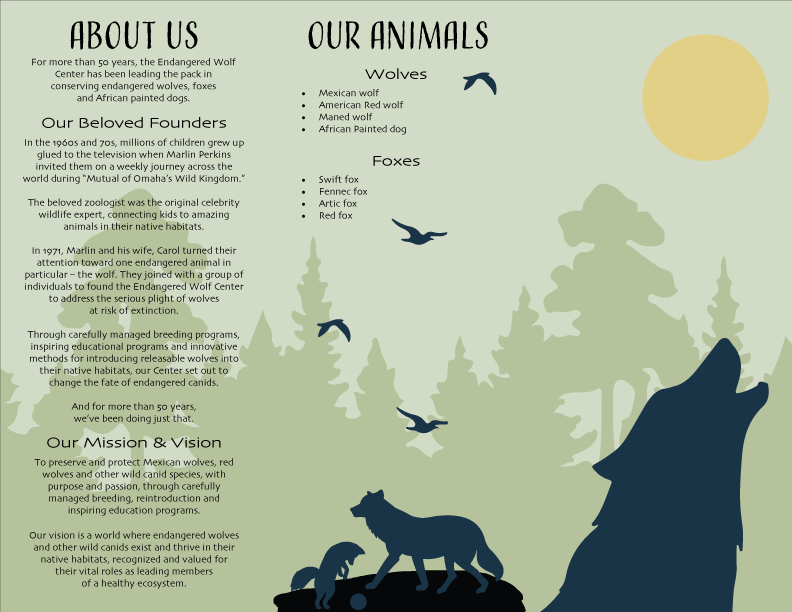 ABOUT US
For more than 50 years, the Endangered Wolf
Center has been leading the pack in
conserving endangered wolves, foxes
and African painted dogs.
Our Beloved Founders
In the 1960s and 70s, millions of children grew up
glued to the television when Marlin Perkins
invited them on a weekly journey across the
world during “Mutual of Omaha’s Wild Kingdom.”
The beloved zoologist was the original celebrity
wildlife expert, connecting kids to amazing
animals in their native habitats.
In 1971, Marlin and his wife, Carol turned their
attention toward one endangered animal in
particular – the wolf. They joined with a group of
individuals to found the Endangered Wolf Center
to address the serious plight of wolves
at risk of extinction.
Through carefully managed breeding programs,
inspiring educational programs and innovative
methods for introducing releasable wolves into
their native habitats, our Center set out to
change the fate of endangered canids.
And for more than 50 years,
we’ve been doing just that.
Our Mission & Vision
To preserve and protect Mexican wolves, red
wolves and other wild canid species, with
purpose and passion, through carefully
managed breeding, reintroduction and
inspiring education programs.
Our vision is a world where endangered wolves
and other wild canids exist and thrive in their
native habitats, recognized and valued for
their vital roles as leading members
of a healthy ecosystem.
OUR ANIMALS
Wolves
• Mexican wolf
• American Red wolf
• Maned wolf
• African Painted dog
Foxes
• Swift fox
• Fennec fox
• Artic fox
• Red fox